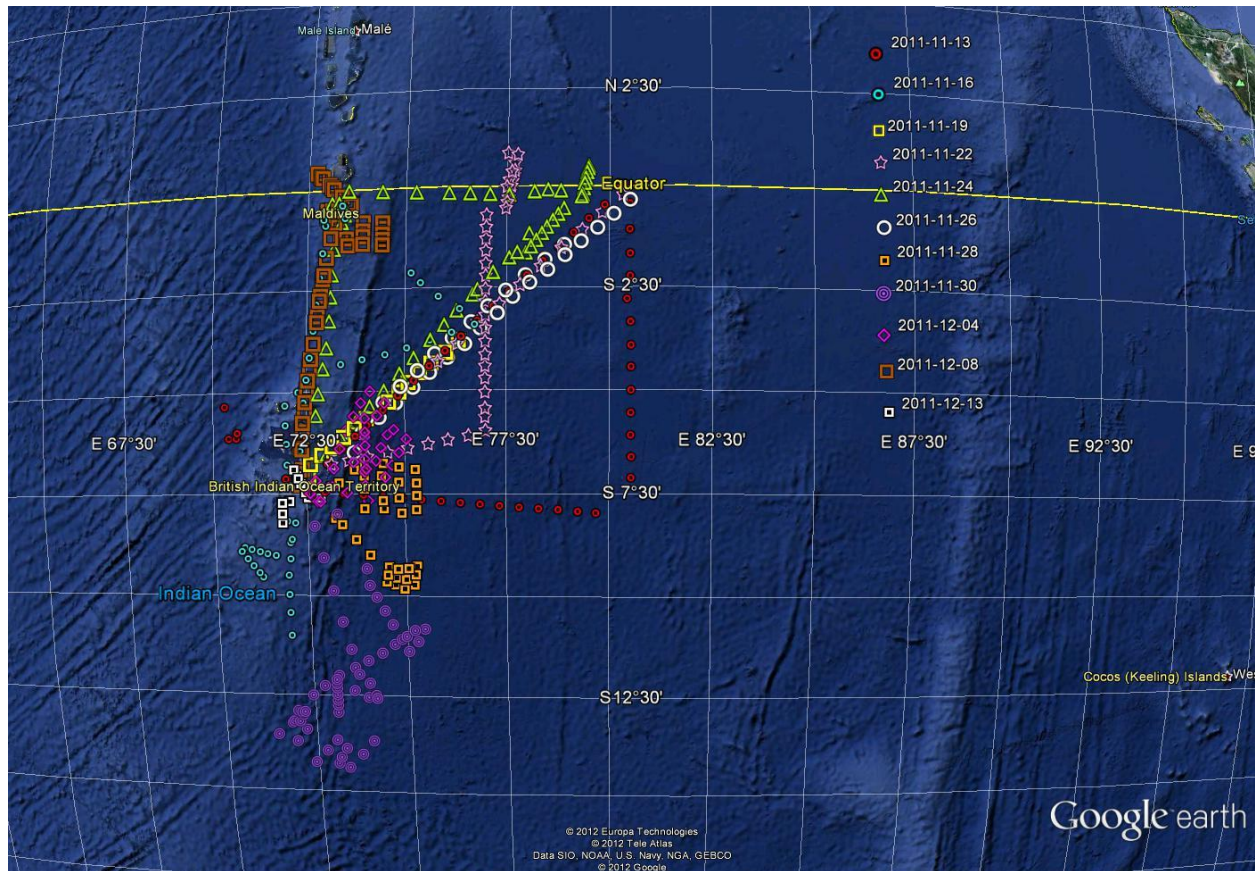 Male Island
Malé
2011-11-13
N 2°30'
2011-11-16
2011-11-19
2011-11-22
Equator
2011-11-24
Maldives
2011-11-26
2011-11-28
S 2°30'
2011-11-30
2011-12-04
2011-12-08
2011-12-13
E 67°30'
E 72°30'
E 77°30'
E 82°30'
E 87°30'
E 92°30'
E 9
British Indian Ocean Territory
S 7°30'
Indian Ocean
Cocos (Keeling) Islands
Wes
S12°30'
Google earth
© 2012 Europa Technologies
© 2012 Tele Atlas
Data SIO, NOAA, U.S. Navy, NGA, GEBCO
© 2012 Google